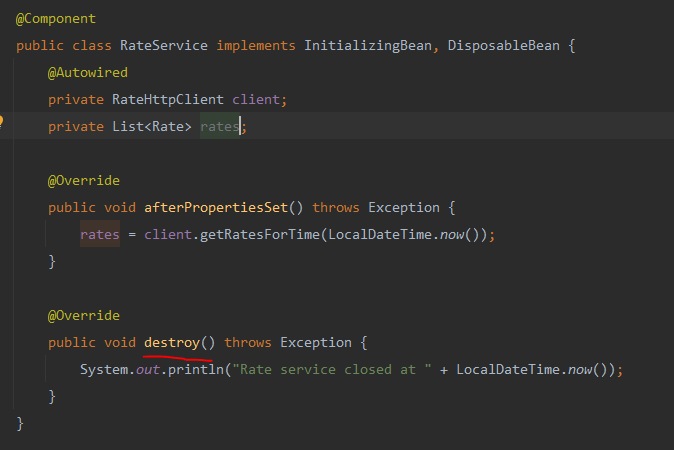 @Component
public class RateService implements InitializingBean, DisposableBean {
@Autowired
private RateHttpClient client;
private List<Rate> rates;
@Override
public void afterPropertiesSet() throws Exception {
rates = client.getRatesForTime(LocalDateTime.now());
}
@Override
public void destroy() throws Exception {
System.out.println("Rate service closed at " + LocalDateTime.now());
}
}